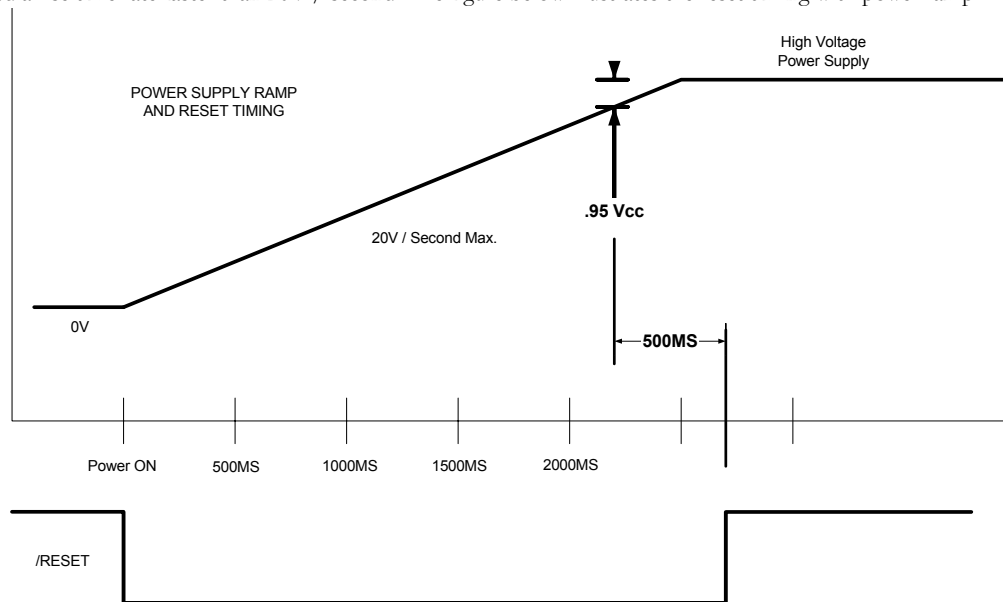 High Voltage
Power Supply
POWER SUPPLY RAMP
AND RESET TIMING
.95 Vcc
20V / Second Max.
0V
500MS
Power ON
500MS
1000MS
1500MS
2000MS
/RESET